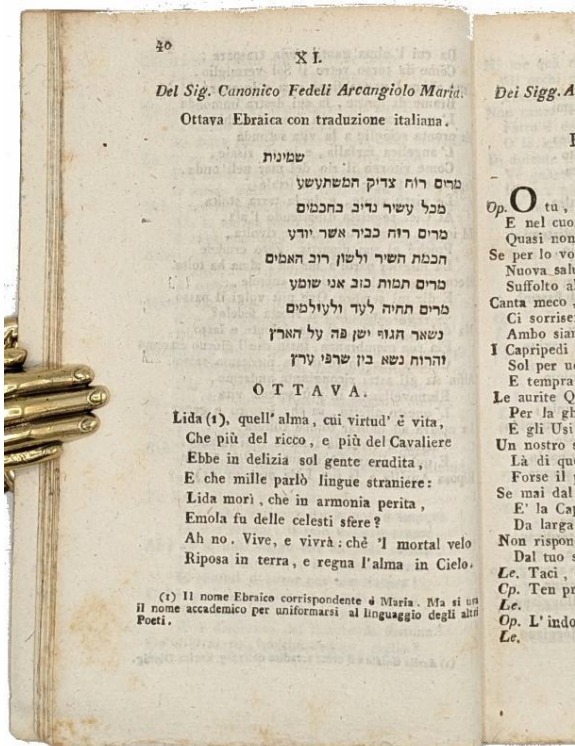 40
XI.
Del Sig. Canonico Fedeli Arcangiolo Maria.
Ottava Ebraica con traduzione italiana.
שמינית
מרים רוח צדיק המשתעשע
מכל עשיר נדיב בחכמים
מרים רוח כביר אשר יודע
חכמת השיר ולשון רוב האמים
מרים תמות כזב אני שומע
מרים תחיה לעד ולעולמים
נשאר הגוף ישן פה על הארץ
והרוח נשא בין שרפי ערץ
OTTAVA.
Lida (1), quell' alma, cui virtud' è vita,
Che più del ricco, e più del Cavaliere
Ebbe in delizia sol gente erudita,
E che mille parlò lingue straniere:
Lida morì, che in armonia perita,
Emola fu delle celesti sfere?
Ah no. Vive, e vivrà: chè 'l mortal velo
Riposa in terra, e regna l'alma in Cielo.
(1) Il nome Ebraico corrispondente è Maria. Ma si usa
il nome accademico per uniformarsi al linguaggio degli altri
Poeti.
Dei Sigg. A
Op. O tu,
E nel cuo
Quasi non
Se per lo vo
Nuova salu
Suffolto al
Canta meco
Ci sorrise
Ambo sian
I Capripedi
Sol per u
E tempra
Le aurite Q
Per la gh
E gli Usi
Un nostro
Là di qu
Forse il
Se mai dal
E' la Cap
Da larga
Non rispon
Dal tuo s
Le. Taci,
Cp. Ten pr
Le.
Op. L' indo
Le.